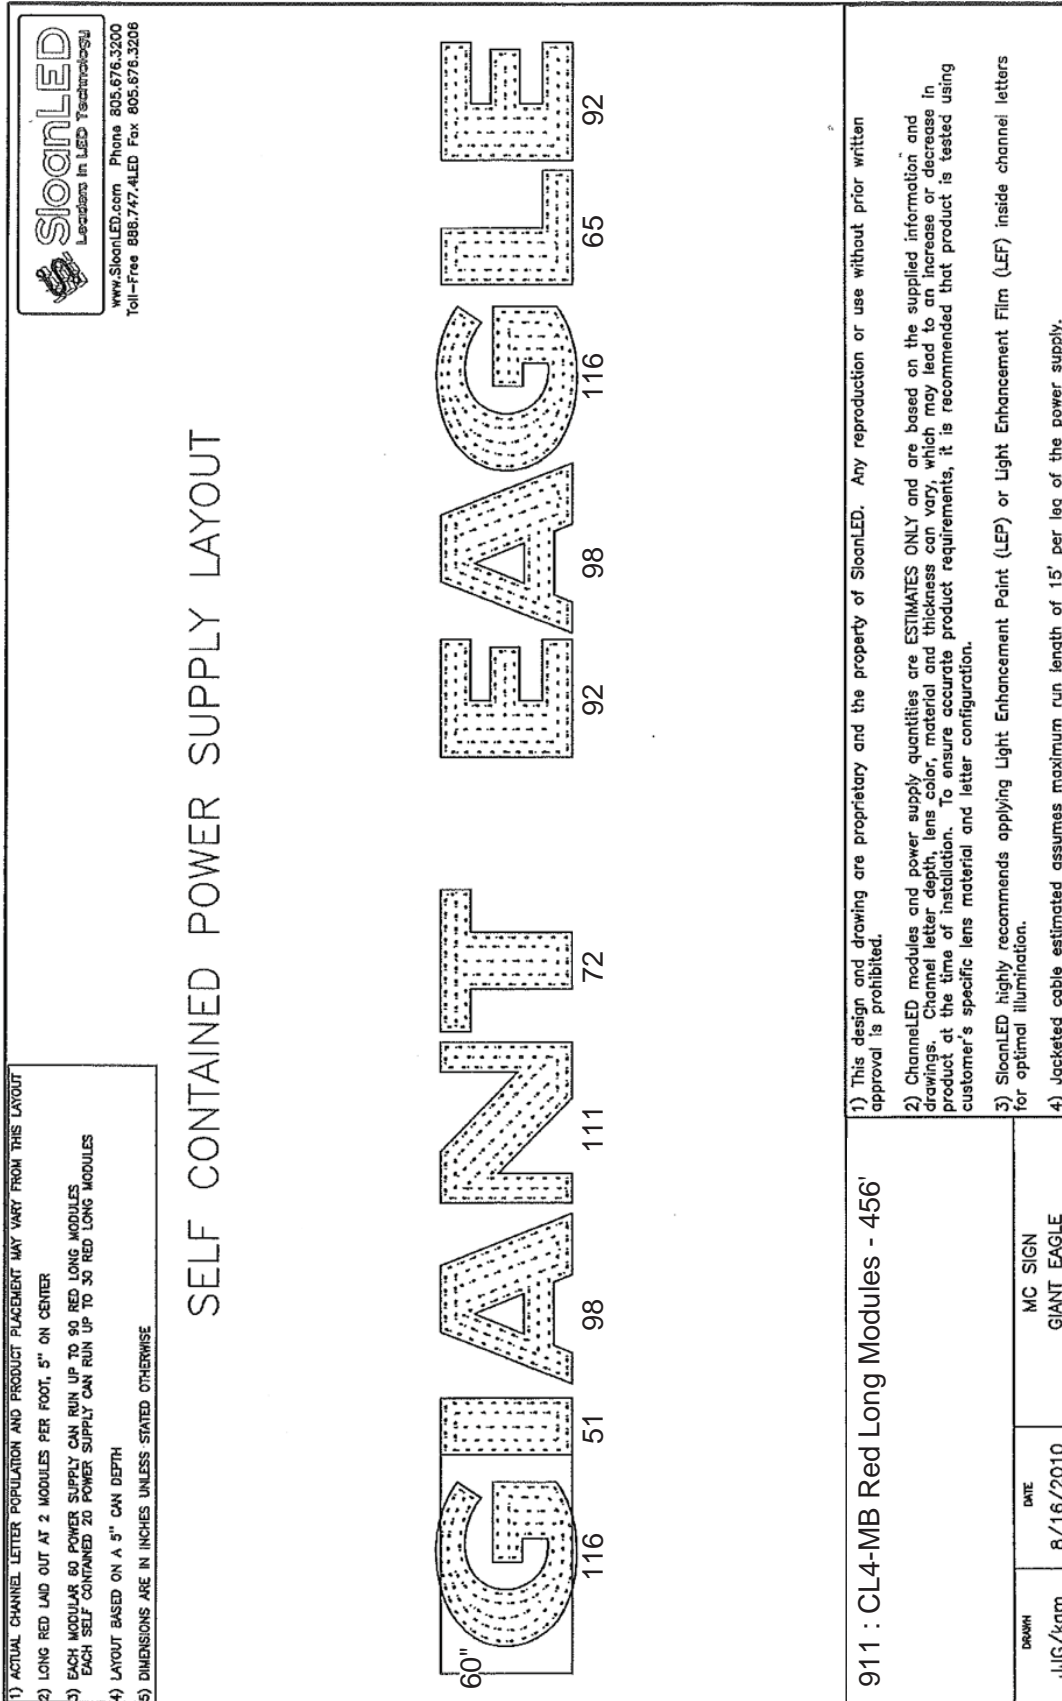 1) ACTUAL CHANNEL LETTER POPULATION AND PRODUCT PLACEMENT MAY VARY FROM THIS LAYOUT
2) LONG RED LAID OUT AT 2 MODULES PER FOOT, 5" ON CENTER
3) EACH MODULAR 60 POWER SUPPLY CAN RUN UP TO 90 RED LONG MODULES
EACH SELF CONTAINED 20 POWER SUPPLY CAN RUN UP TO 30 RED LONG MODULES
4) LAYOUT BASED ON A 5" CAN DEPTH
5) DIMENSIONS ARE IN INCHES UNLESS STATED OTHERWISE
SloanLED
Leaders in LED Technology
www.SloanLED.com Phone 805.676.3200
Toll-Free 888.747.4LED Fax 805.676.3206
SELF CONTAINED POWER SUPPLY LAYOUT
GIANT EAGLE
60"
116 51 98 111 72 92 98 116 65 92
911 : CL4-MB Red Long Modules - 456'
DRAWN
JJG/kam
DATE
8/16/2010
MC SIGN
GIANT EAGLE
1) This design and drawing are proprietary and the property of SloanLED. Any reproduction or use without prior written
approval is prohibited.
2) ChanneLED modules and power supply quantities are ESTIMATES ONLY and are based on the supplied information and
drawings. Channel letter depth, lens color, material and thickness can vary, which may lead to an increase or decrease in
product at the time of installation. To ensure accurate product requirements, it is recommended that product is tested using
customer's specific lens material and letter configuration.
3) SloanLED highly recommends applying Light Enhancement Paint (LEP) or Light Enhancement Film (LEF) inside channel letters
for optimal illumination.
4) Jacketed cable estimated assumes maximum run length of 15' per leg of the power supply.